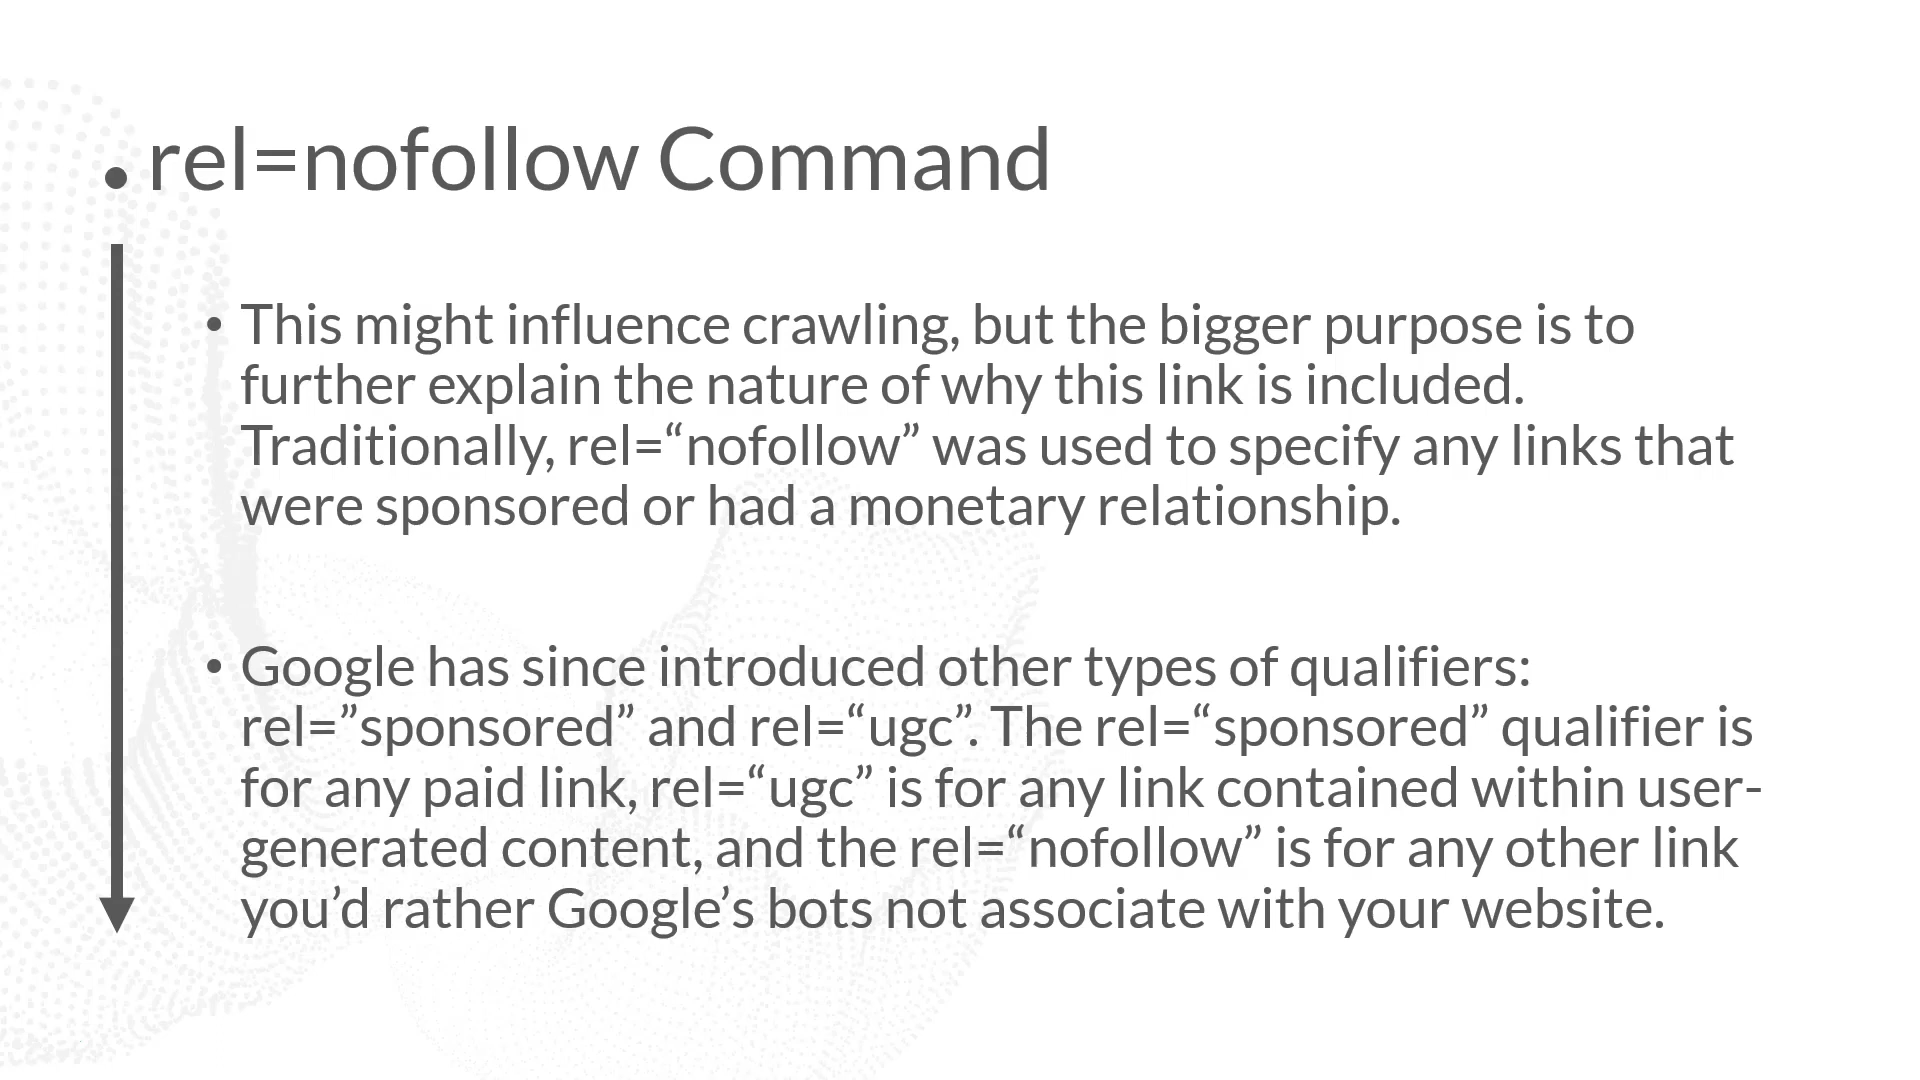 • rel=nofollow Command
• This might influence crawling, but the bigger purpose is to
further explain the nature of why this link is included.
Traditionally, rel=“nofollow” was used to specify any links that
were sponsored or had a monetary relationship.
• Google has since introduced other types of qualifiers:
rel=”sponsored” and rel=“ugc”. The rel=“sponsored” qualifier is
for any paid link, rel=“ugc” is for any link contained within user-
generated content, and the rel=“nofollow” is for any other link
you’d rather Google’s bots not associate with your website.